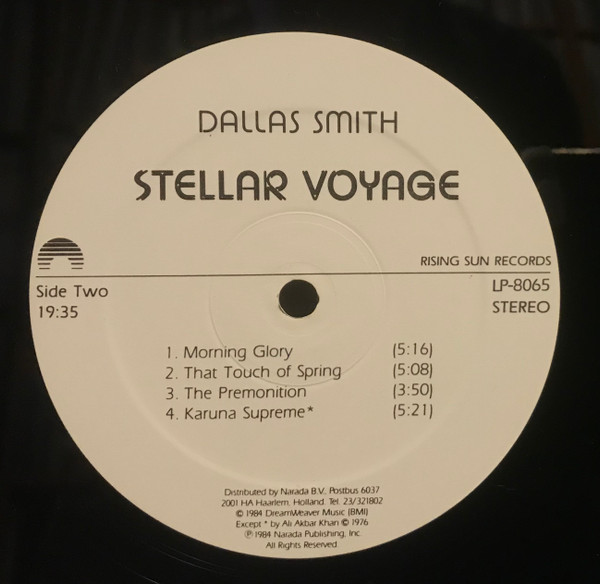 DALLAS SMITH
STELLAR VOYAGE
RISING SUN RECORDS
Side Two
19:35
LP-8065
STEREO
1. Morning Glory (5:16)
2. That Touch of Spring (5:08)
3. The Premonition (3:50)
4. Karuna Supreme* (5:21)
Distributed by Narada B.V. Postbus 6037
2001 HA Haarlem, Holland. Tel. 23/321802
© 1984 DreamWeaver Music (BMI)
Except * by Ali Akbar Khan © 1976
℗ 1984 Narada Publishing, Inc.
All Rights Reserved.